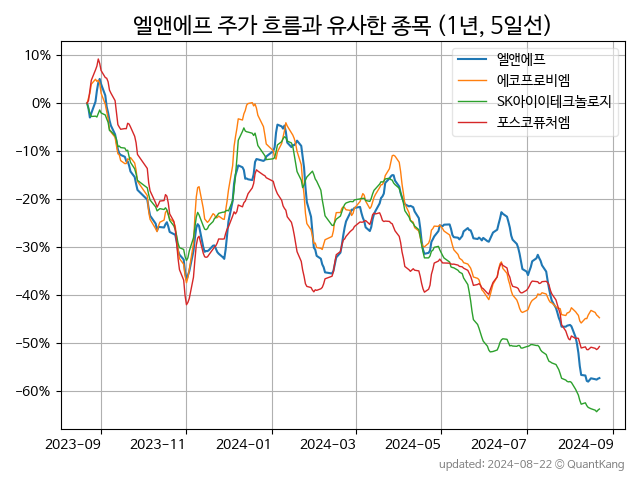 엘앤에프 주가 흐름과 유사한 종목 (1년, 5일선)
엘앤에프
에코프로비엠
SK아이이테크놀로지
포스코퓨처엠
10%
0%
−10%
−20%
−30%
−40%
−50%
−60%
2023-09
2023-11
2024-01
2024-03
2024-05
2024-07
2024-09
updated: 2024-08-22 © QuantKang